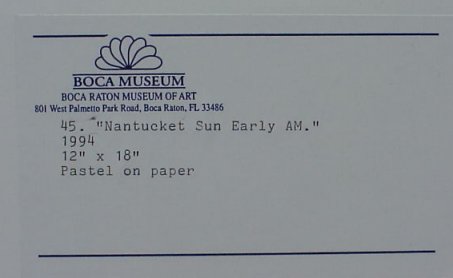 BOCA MUSEUM
BOCA RATON MUSEUM OF ART
801 West Palmetto Park Road, Boca Raton, FL 33486
45. "Nantucket Sun Early AM."
1994
12" x 18"
Pastel on paper